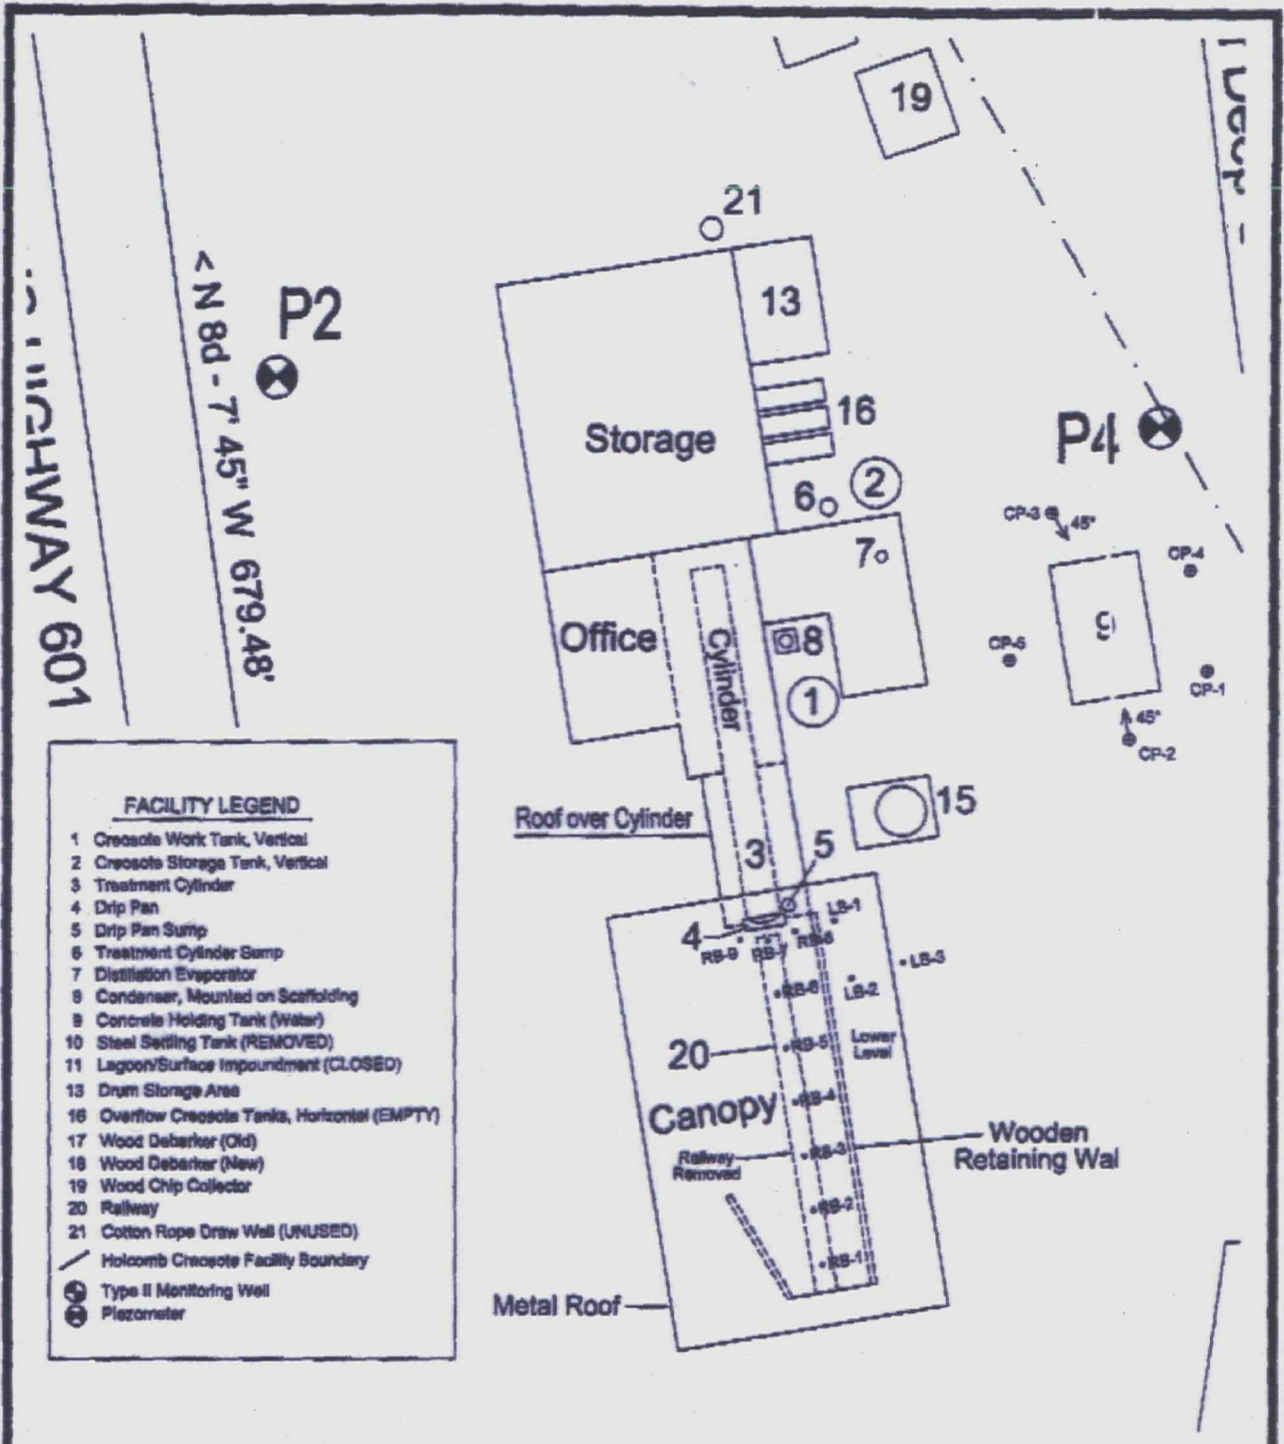 19
21
P2
13
< N 8d - 7' 45" W 679.48'
HIGHWAY 601
Storage
16
P4
6
2
CP-3
45°
7
CP-4
Office
Cylinder
8
9
CP-5
CP-1
1
45°
CP-2
15
Roof over Cylinder
3
5
4
LB-1
RB-9
RB-7
LB-3
RB-6
LB-2
20
RB-5
Lower
Level
Canopy
RB-4
Railway
Removed
RB-3
Wooden
Retaining Wal
RB-2
RB-1
Metal Roof
FACILITY LEGEND
1 Creosote Work Tank, Vertical
2 Creosote Storage Tank, Vertical
3 Treatment Cylinder
4 Drip Pan
5 Drip Pan Sump
6 Treatment Cylinder Sump
7 Distillation Evaporator
8 Condenser, Mounted on Scaffolding
9 Concrete Holding Tank (Water)
10 Steel Settling Tank (REMOVED)
11 Lagoon/Surface Impoundment (CLOSED)
13 Drum Storage Area
16 Overflow Creosote Tanks, Horizontal (EMPTY)
17 Wood Debarker (Old)
18 Wood Debarker (New)
19 Wood Chip Collector
20 Railway
21 Cotton Rope Draw Well (UNUSED)
Holcomb Creosote Facility Boundary
Type II Monitoring Well
Piezometer